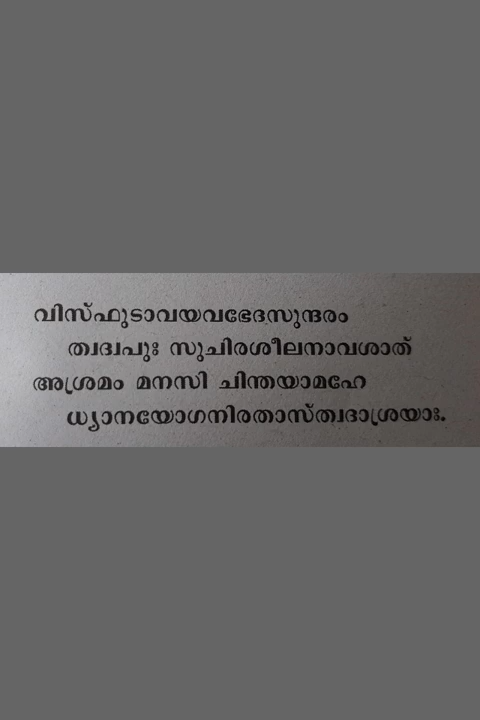 വിസ്ഫുടാവയവഭേദസുന്ദരം
ത്വദ്വപുഃ സുചിരശീലനാവശാത്
അശ്രമം മനസി ചിന്തയാമഹേ
ധ്യാനയോഗനിരതാസ്ത്വദാശ്രയാഃ.